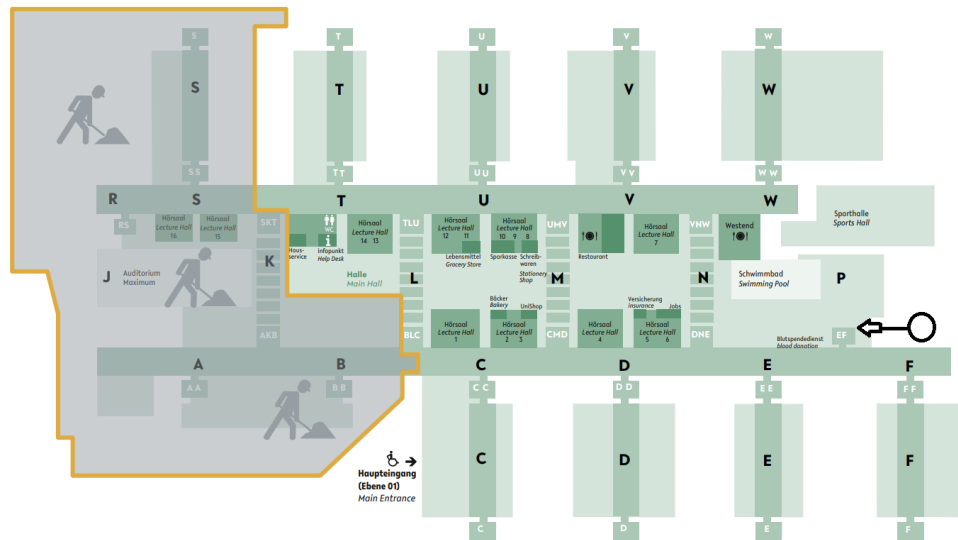 S
T
U
V
W
S
T
U
V
W
SS
TT
UU
VV
WW
R
S
T
U
V
W
RS
Hörsaal
Lecture Hall
16
Hörsaal
Lecture Hall
15
SKT
WC
Haus-
service
infopunkt
Help Desk
Hörsaal
Lecture Hall
14 13
TLU
Hörsaal
Lecture Hall
12 11
Lebensmittel
Grocery Store
Hörsaal
Lecture Hall
10 9 8
Sparkasse
Schreib-
waren
Stationery
Shop
UMV
Restaurant
Hörsaal
Lecture Hall
7
VNW
Westend
Sporthalle
Sports Hall
J
Auditorium
Maximum
K
Halle
Main Hall
L
M
N
Schwimmbad
Swimming Pool
P
AKB
BLC
Hörsaal
Lecture Hall
1
Bäcker
Bakery
UniShop
Hörsaal
Lecture Hall
2 3
CMD
Hörsaal
Lecture Hall
4
Versicherung
insurance
Jobs
Hörsaal
Lecture Hall
5 6
DNE
Blutspendedienst
blood donation
EF
A
B
C
D
E
F
AA
BB
CC
DD
EE
FF
C
D
E
F
Haupteingang
(Ebene 01)
Main Entrance
C
D
E
F